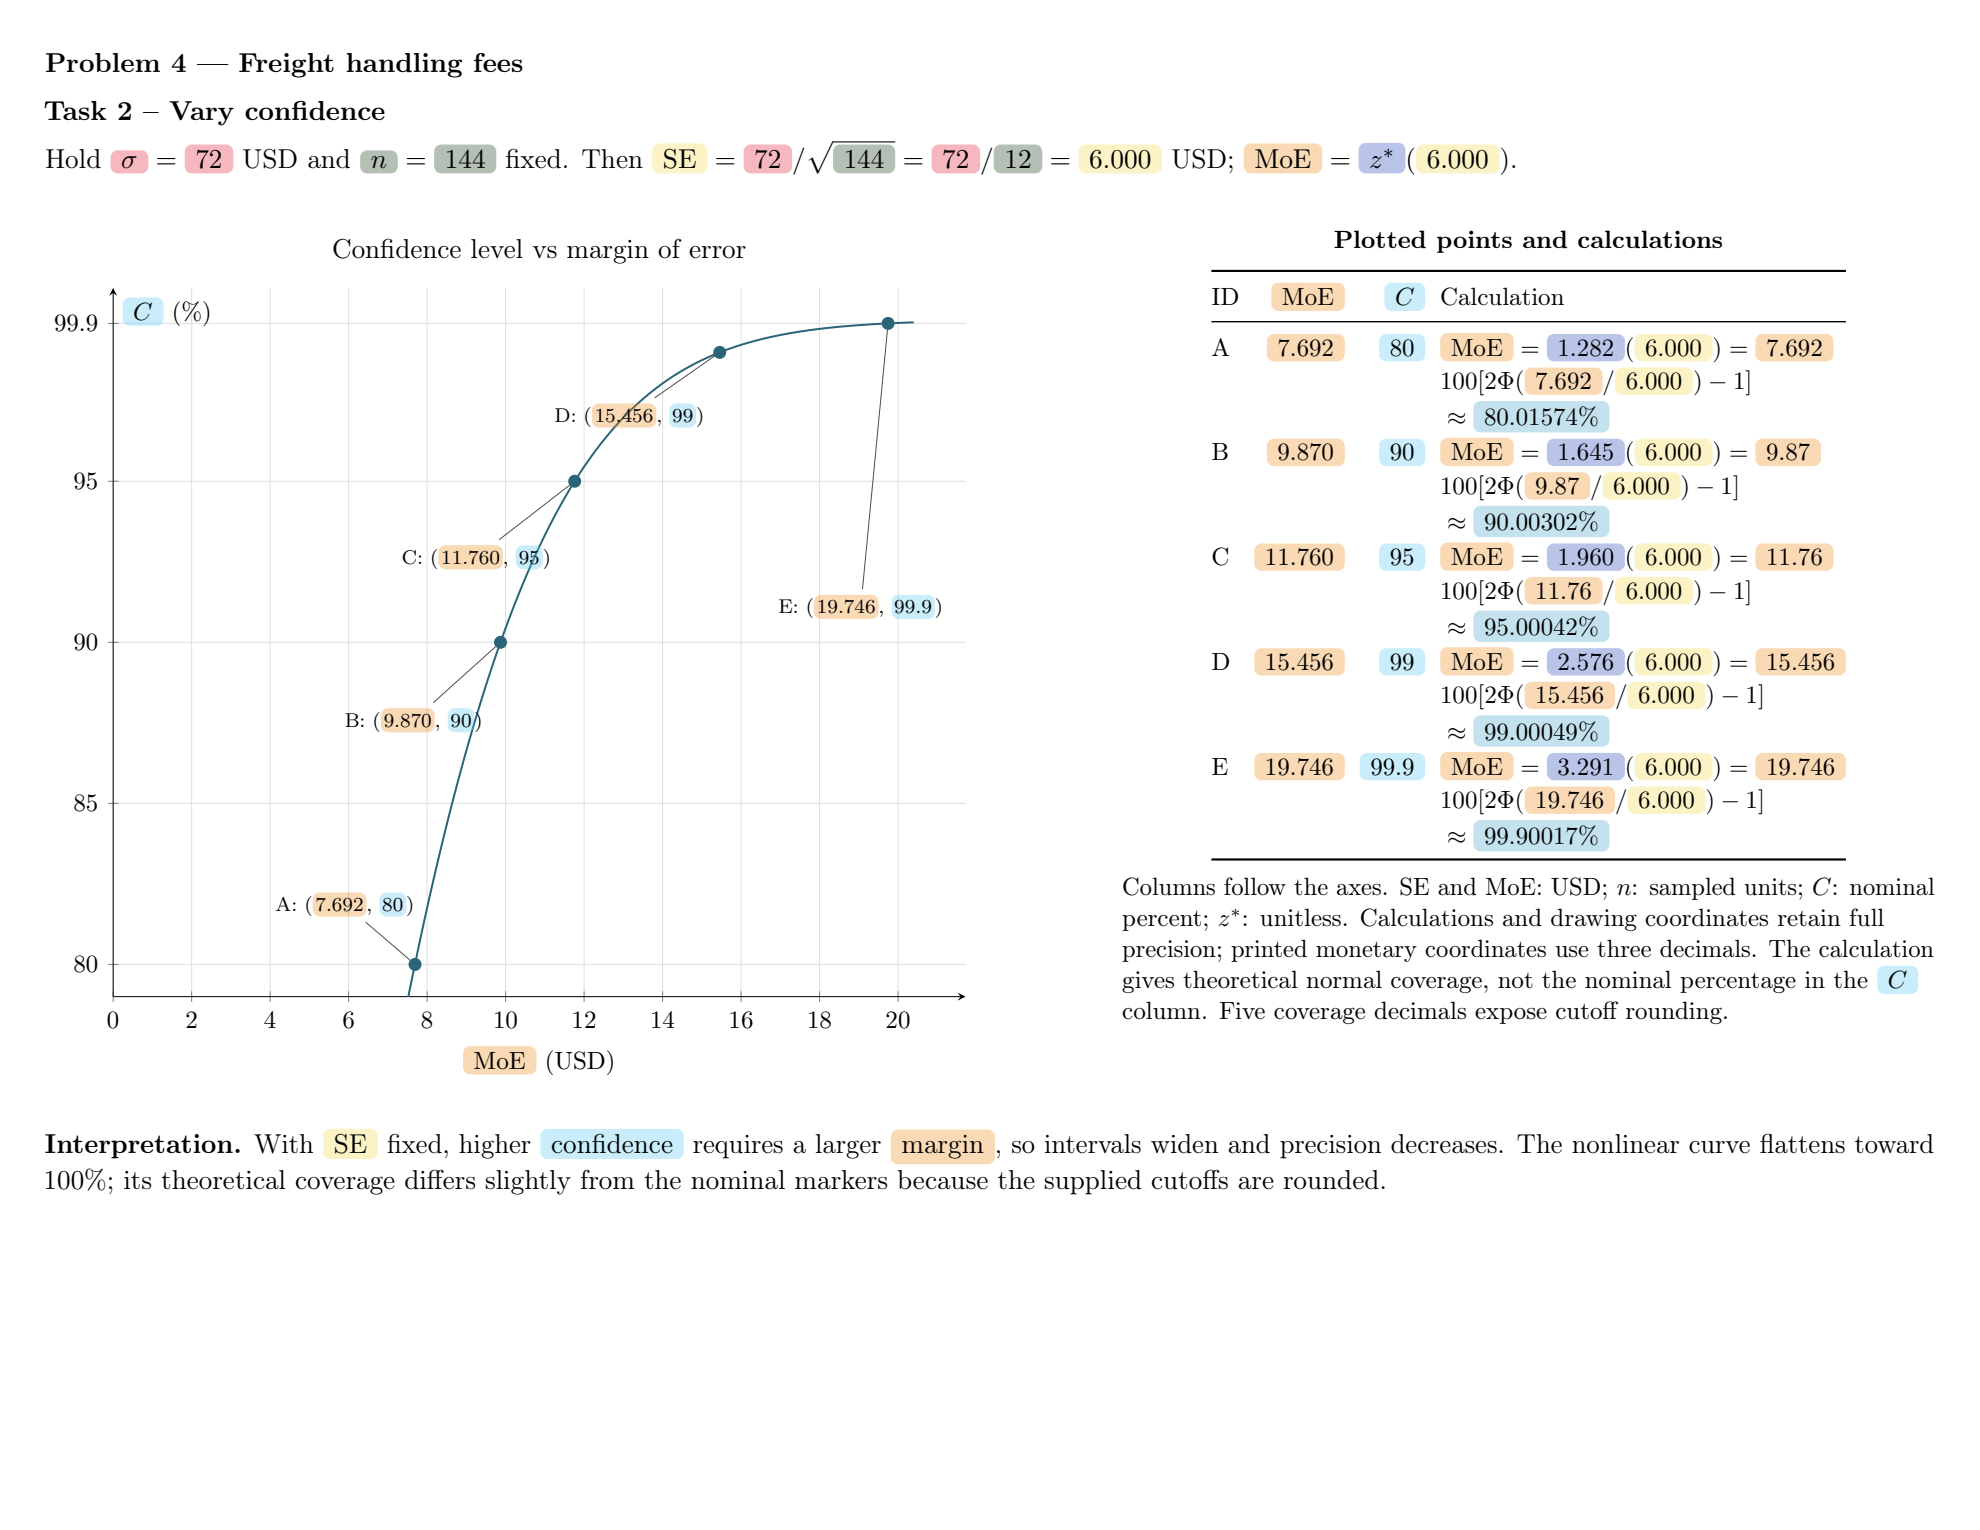 Problem 4 — Freight handling fees
Task 2 – Vary confidence
Hold σ = 72 USD and n = 144 fixed. Then SE = 72/√144 = 72/12 = 6.000 USD; MoE = z*(6.000).
Confidence level vs margin of error
C (%)
99.9
95
90
85
80
D: (15.456, 99)
C: (11.760, 95)
E: (19.746, 99.9)
B: (9.870, 90)
A: (7.692, 80)
0 2 4 6 8 10 12 14 16 18 20
MoE (USD)
Plotted points and calculations
ID MoE C Calculation
A 7.692 80 MoE = 1.282(6.000) = 7.692
100[2Φ(7.692/6.000) − 1]
≈ 80.01574%
B 9.870 90 MoE = 1.645(6.000) = 9.87
100[2Φ(9.87/6.000) − 1]
≈ 90.00302%
C 11.760 95 MoE = 1.960(6.000) = 11.76
100[2Φ(11.76/6.000) − 1]
≈ 95.00042%
D 15.456 99 MoE = 2.576(6.000) = 15.456
100[2Φ(15.456/6.000) − 1]
≈ 99.00049%
E 19.746 99.9 MoE = 3.291(6.000) = 19.746
100[2Φ(19.746/6.000) − 1]
≈ 99.90017%
Columns follow the axes. SE and MoE: USD; n: sampled units; C: nominal
percent; z*: unitless. Calculations and drawing coordinates retain full
precision; printed monetary coordinates use three decimals. The calculation
gives theoretical normal coverage, not the nominal percentage in the C
column. Five coverage decimals expose cutoff rounding.
Interpretation. With SE fixed, higher confidence requires a larger margin, so intervals widen and precision decreases. The nonlinear curve flattens toward
100%; its theoretical coverage differs slightly from the nominal markers because the supplied cutoffs are rounded.